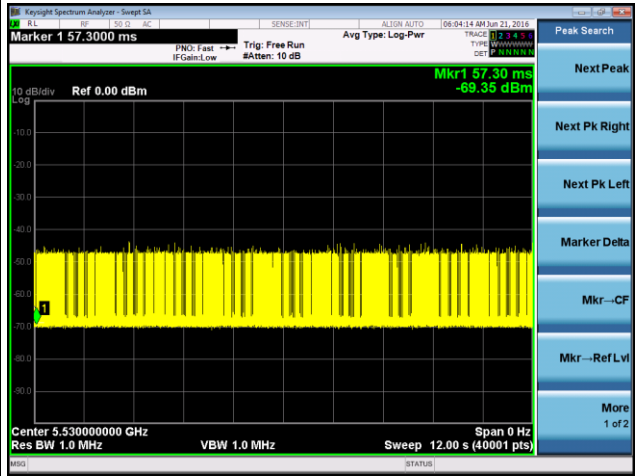 Keysight Spectrum Analyzer - Swept SA
RL RF 50 Ω AC SENSE:INT ALIGN AUTO 06:04:14 AM Jun 21, 2016
Marker 1 57.3000 ms
PNO: Fast
IFGain:Low
Trig: Free Run
#Atten: 10 dB
Avg Type: Log-Pwr
TRACE 1 2 3 4 5 6
TYPE WWWWWW
DET P N N N N N
Peak Search
Mkr1 57.30 ms
-69.35 dBm
10 dB/div Ref 0.00 dBm
Log
-10.0
-20.0
-30.0
-40.0
-50.0
-60.0
-70.0
-80.0
-90.0
1
Center 5.530000000 GHz Span 0 Hz
Res BW 1.0 MHz VBW 1.0 MHz Sweep 12.00 s (40001 pts)
MSG STATUS
Next Peak
Next Pk Right
Next Pk Left
Marker Delta
Mkr→CF
Mkr→Ref Lvl
More
1 of 2